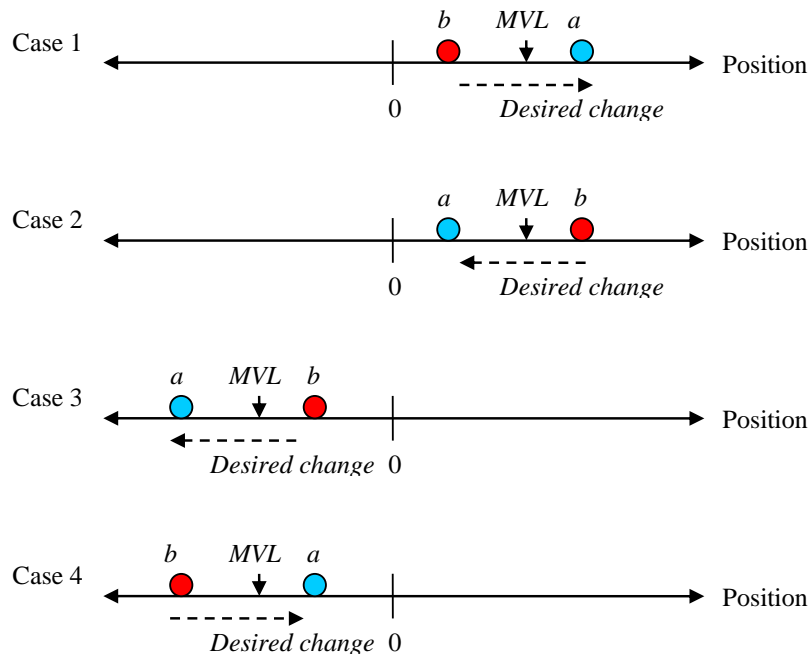 Case 1
b MVL a
Position
0 Desired change
Case 2
a MVL b
Position
0 Desired change
Case 3
a MVL b
Position
Desired change 0
Case 4
b MVL a
Position
Desired change 0